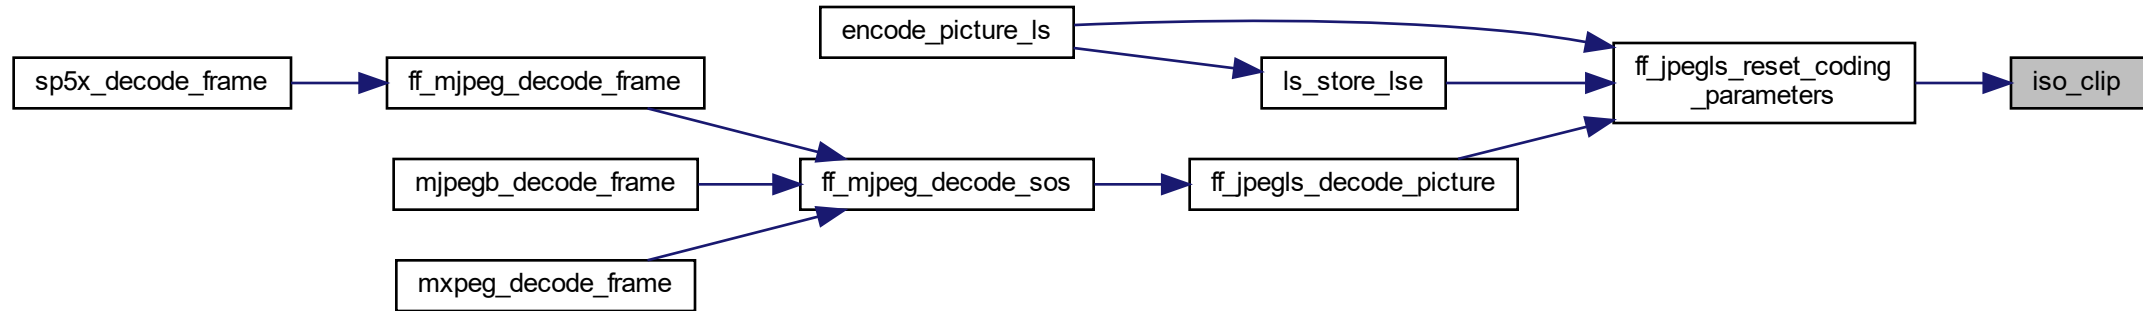 encode_picture_ls
sp5x_decode_frame
ff_mjpeg_decode_frame
ls_store_lse
ff_jpegls_reset_coding
_parameters
iso_clip
mjpegb_decode_frame
ff_mjpeg_decode_sos
ff_jpegls_decode_picture
mxpeg_decode_frame